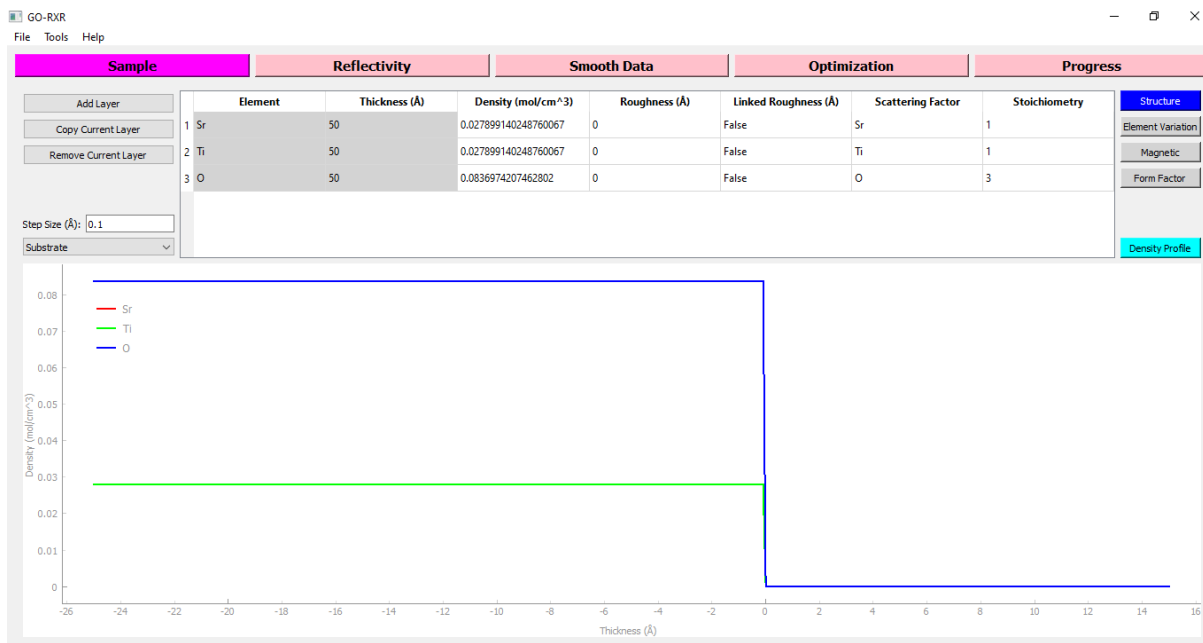 GO-RXR
File Tools Help
Sample Reflectivity Smooth Data Optimization Progress
Add Layer
Copy Current Layer
Remove Current Layer
Step Size (Å): 0.1
Substrate
Element Thickness (Å) Density (mol/cm^3) Roughness (Å) Linked Roughness (Å) Scattering Factor Stoichiometry
1 Sr 50 0.027899140248760067 0 False Sr 1
2 Ti 50 0.027899140248760067 0 False Ti 1
3 O 50 0.0836974207462802 0 False O 3
Structure
Element Variation
Magnetic
Form Factor
Density Profile
Sr
Ti
O
Density (mol/cm^3)
0.08
0.07
0.06
0.05
0.04
0.03
0.02
0.01
0
-26 -24 -22 -20 -18 -16 -14 -12 -10 -8 -6 -4 -2 0 2 4 6 8 10 12 14 16
Thickness (Å)